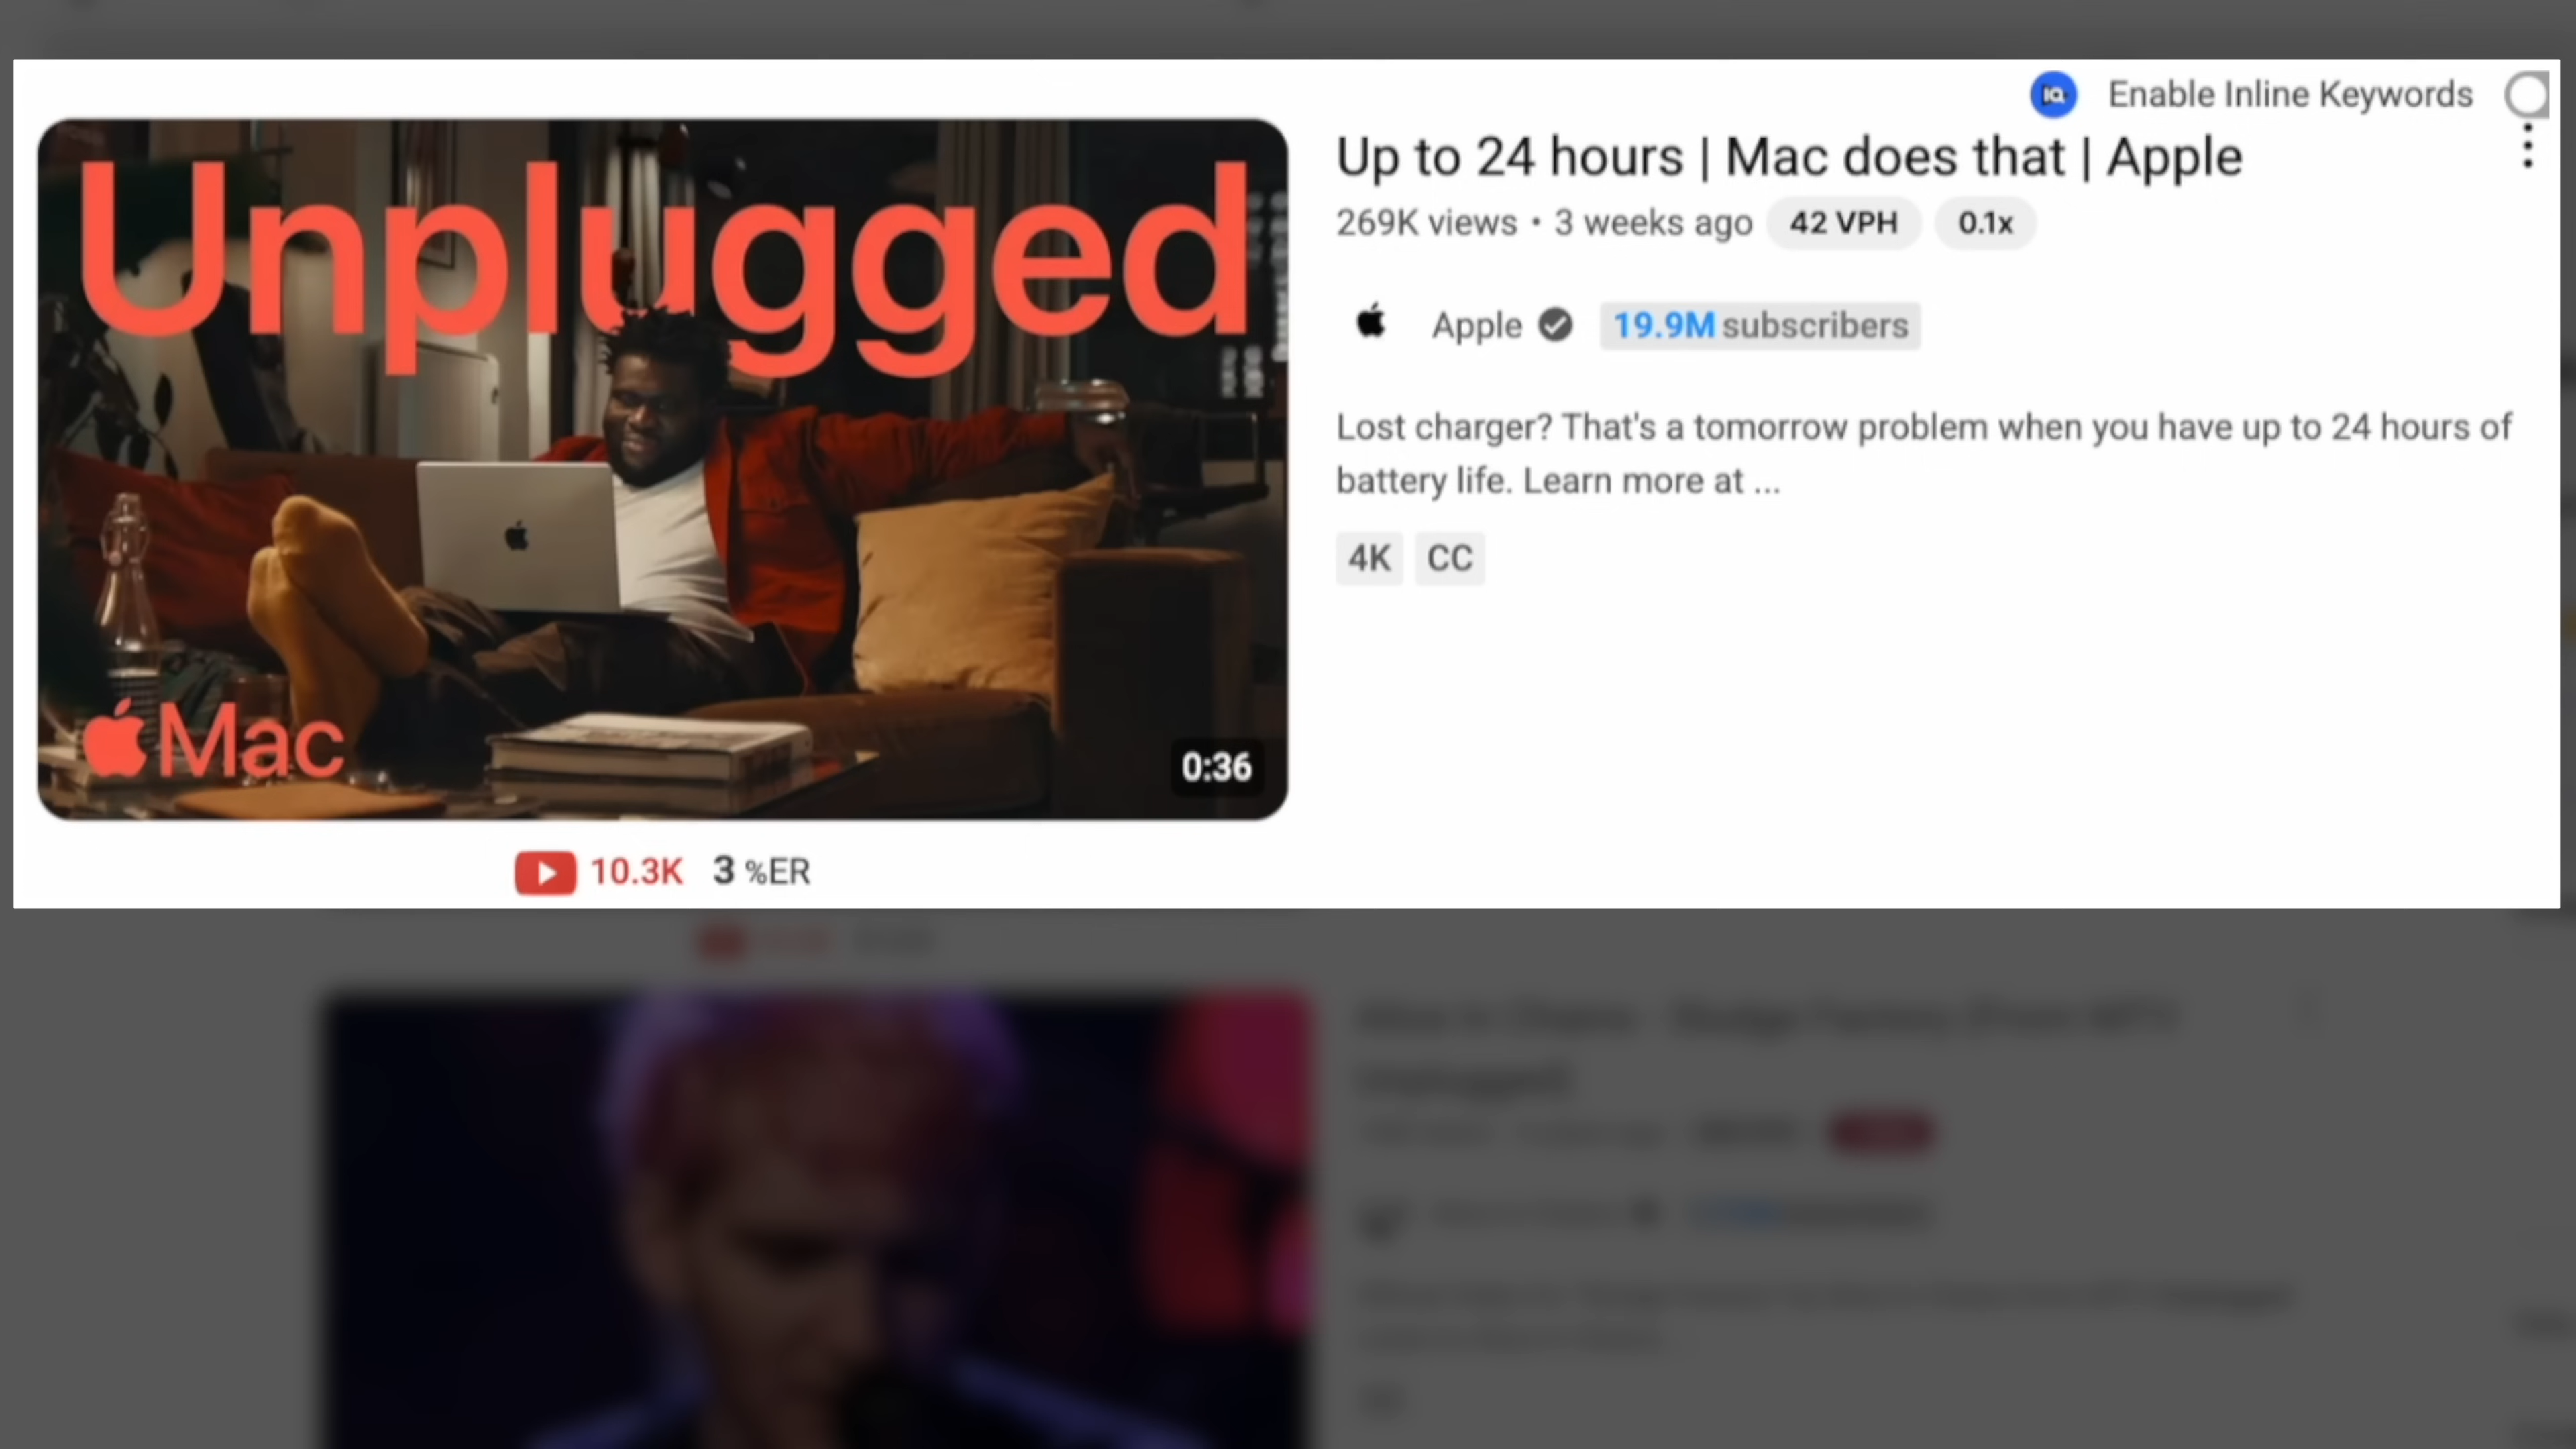 Enable Inline Keywords
Unplugged
Mac
0:36
10.3K 3 %ER
Up to 24 hours | Mac does that | Apple
269K views • 3 weeks ago 42 VPH 0.1x
Apple 19.9M subscribers
Lost charger? That's a tomorrow problem when you have up to 24 hours of
battery life. Learn more at ...
4K CC